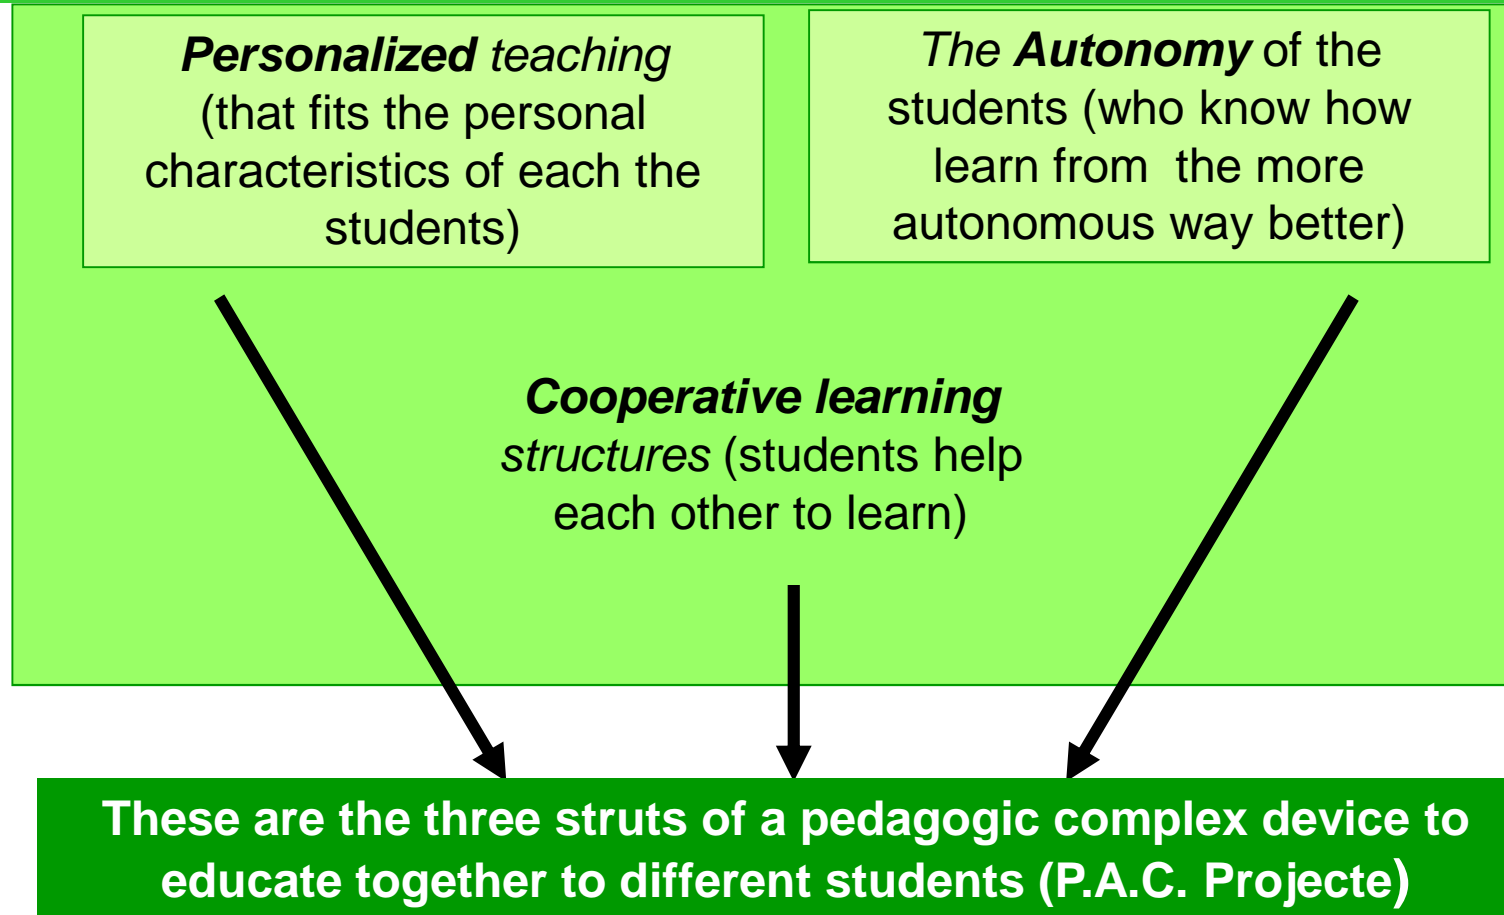 Personalized teaching
(that fits the personal
characteristics of each the
students)
The Autonomy of the
students (who know how
learn from the more
autonomous way better)
Cooperative learning
structures (students help
each other to learn)
These are the three struts of a pedagogic complex device to
educate together to different students (P.A.C. Projecte)